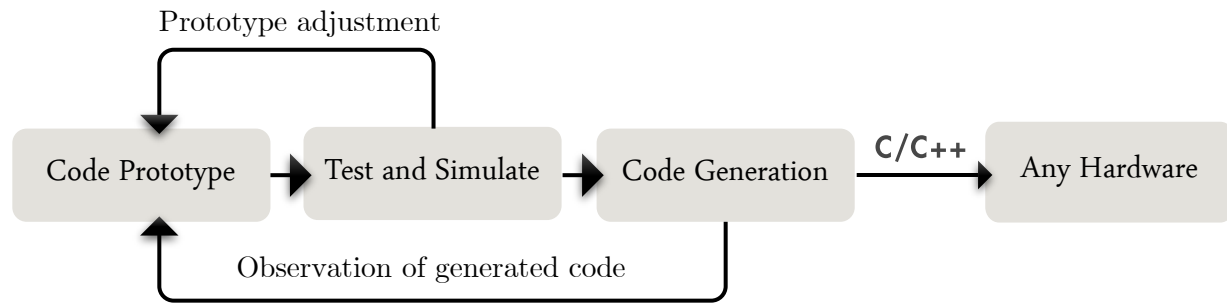 Prototype adjustment
Code Prototype
Test and Simulate
Code Generation
C/C++
Any Hardware
Observation of generated code